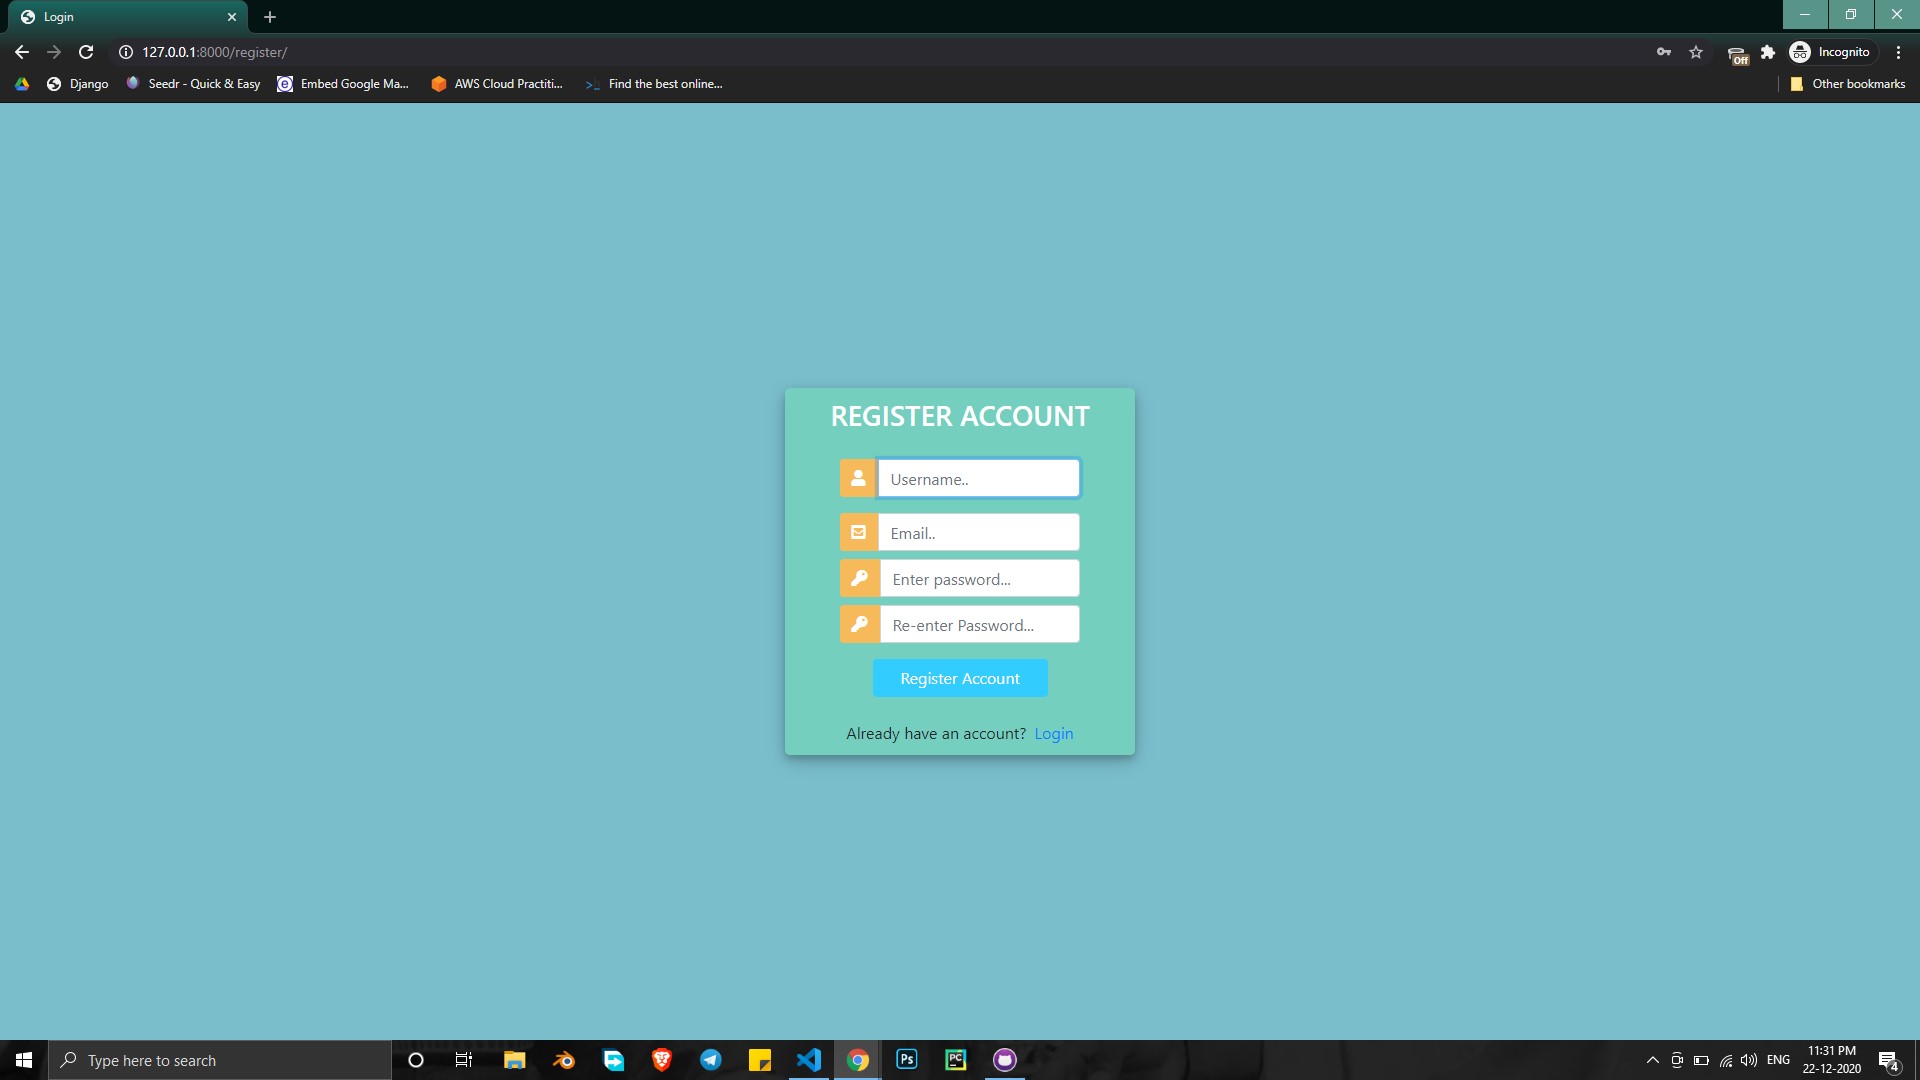 Login
127.0.0.1:8000/register/
Off
Incognito
Django
Seedr - Quick & Easy
Embed Google Ma...
AWS Cloud Practiti...
Find the best online...
Other bookmarks
REGISTER ACCOUNT
Username..
Email..
Enter password...
Re-enter Password...
Register Account
Already have an account? Login
Type here to search
Ps
PC
ENG
11:31 PM
22-12-2020
4